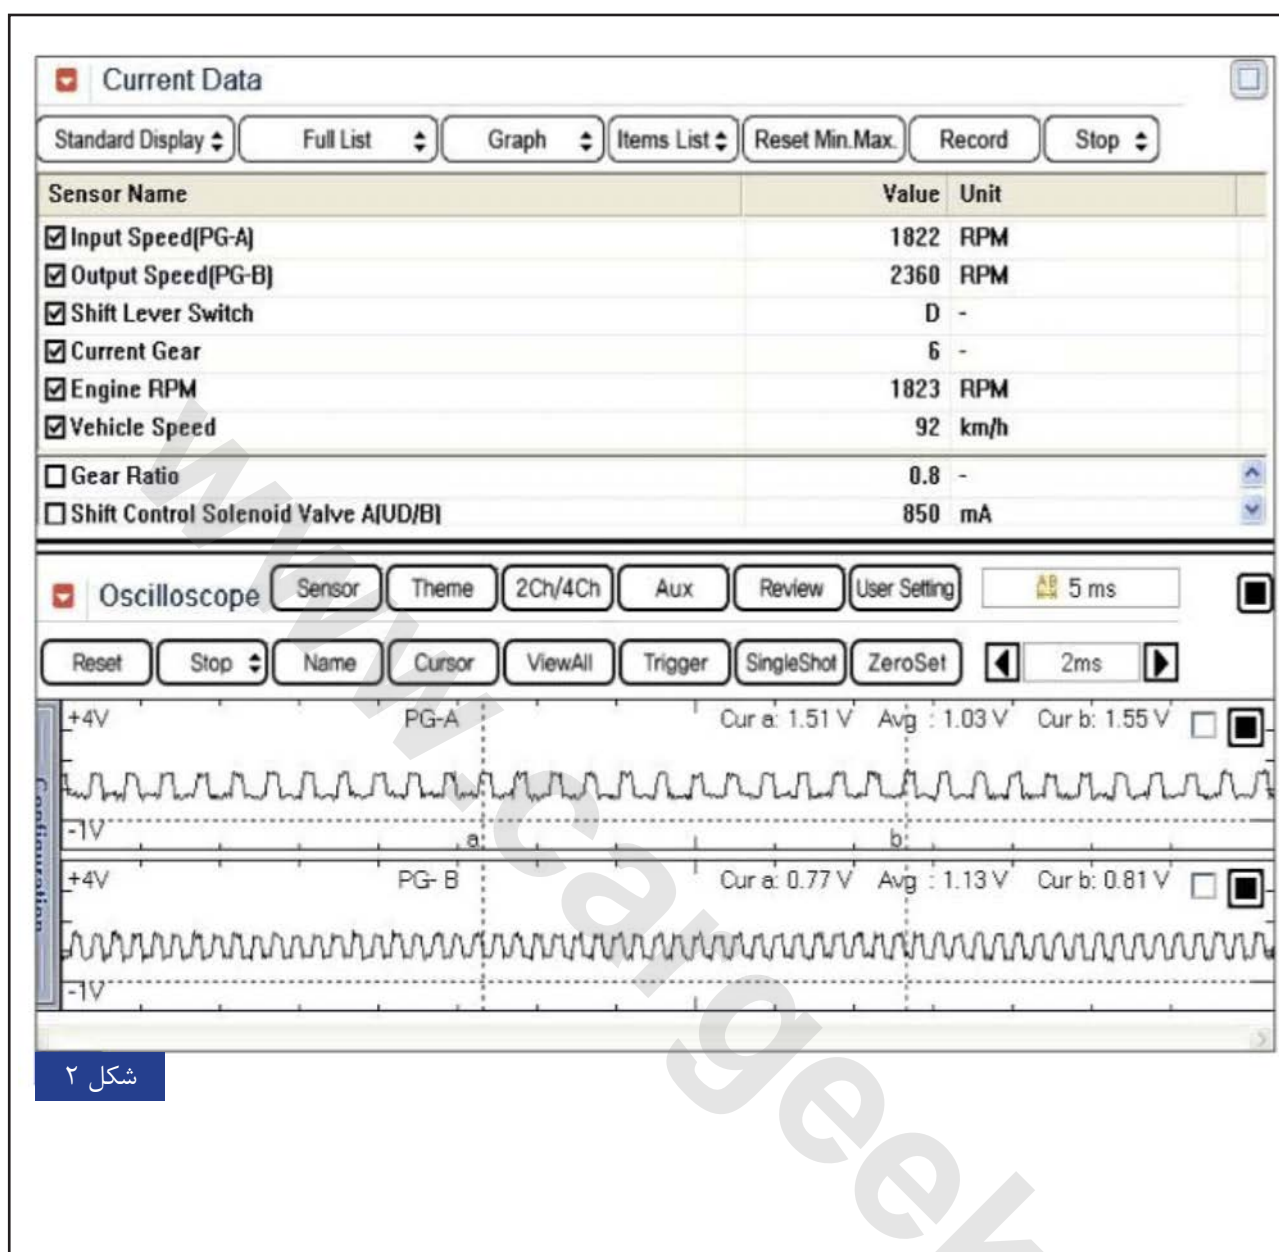 Current Data
Standard Display Full List Graph Items List Reset Min.Max. Record Stop
Sensor Name Value Unit
Input Speed(PG-A) 1822 RPM
Output Speed(PG-B) 2360 RPM
Shift Lever Switch D -
Current Gear 6 -
Engine RPM 1823 RPM
Vehicle Speed 92 km/h
Gear Ratio 0.8 -
Shift Control Solenoid Valve A(UD/B) 850 mA
Oscilloscope Sensor Theme 2Ch/4Ch Aux Review User Setting AB 5 ms
Reset Stop Name Cursor ViewAll Trigger SingleShot ZeroSet 2ms
Configuration
+4V PG-A Cur a: 1.51 V Avg : 1.03 V Cur b: 1.55 V
-1V a b
+4V PG- B Cur a: 0.77 V Avg : 1.13 V Cur b: 0.81 V
-1V
شکل ۲
www.cargeek